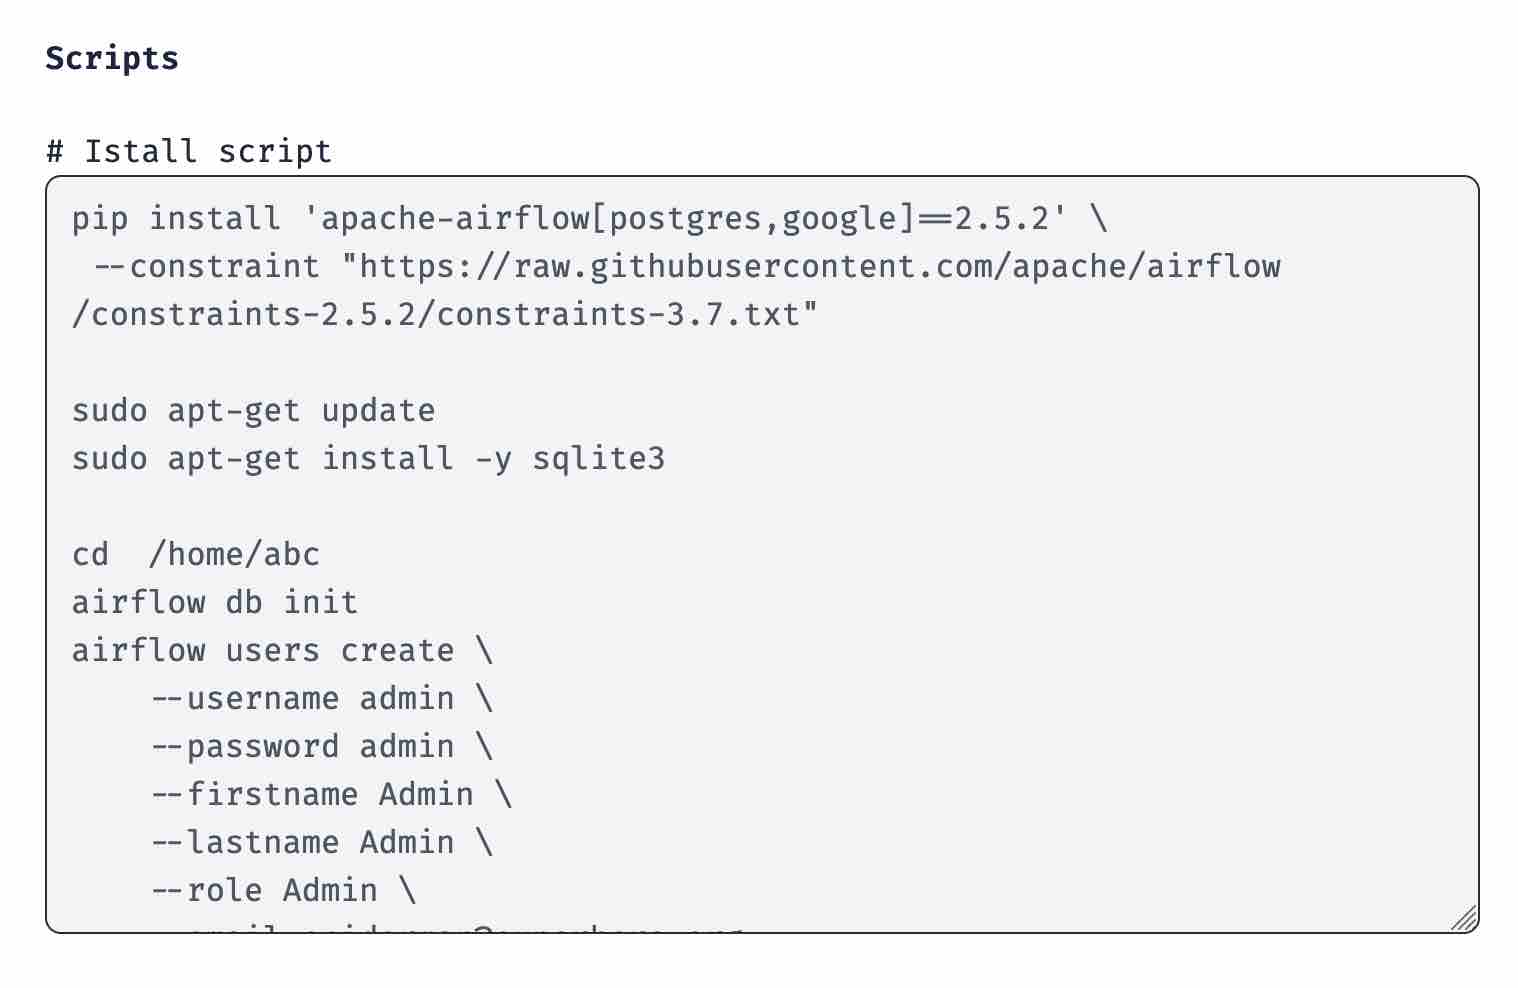 Scripts
# Istall script
pip install 'apache-airflow[postgres,google]==2.5.2' \
 --constraint "https://raw.githubusercontent.com/apache/airflow
/constraints-2.5.2/constraints-3.7.txt"
sudo apt-get update
sudo apt-get install -y sqlite3
cd  /home/abc
airflow db init
airflow users create \
    --username admin \
    --password admin \
    --firstname Admin \
    --lastname Admin \
    --role Admin \